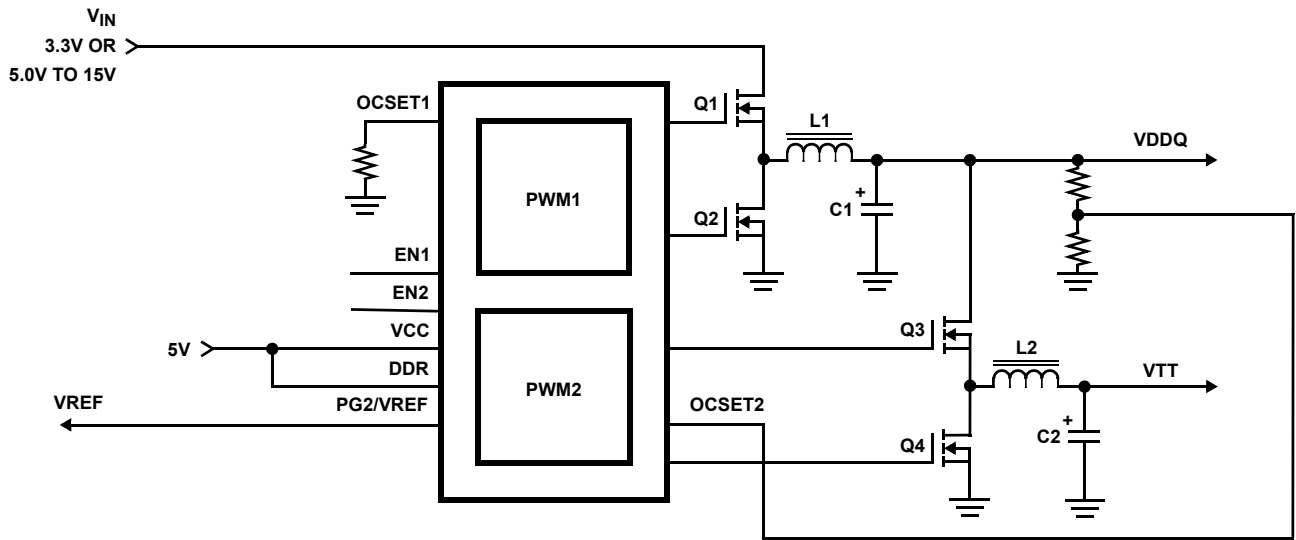 VIN
3.3V OR
5.0V TO 15V
OCSET1
Q1
L1
VDDQ
PWM1
+
C1
Q2
EN1
EN2
VCC
5V
DDR
Q3
L2
VTT
PWM2
VREF
PG2/VREF
OCSET2
+
C2
Q4